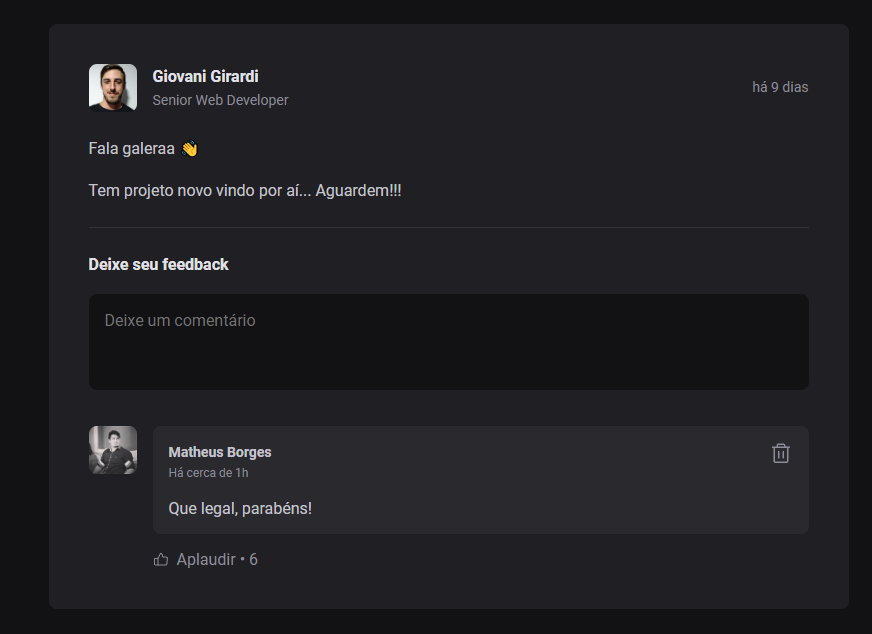 Giovani Girardi
Senior Web Developer
há 9 dias
Fala galeraa 👋
Tem projeto novo vindo por aí... Aguardem!!!
Deixe seu feedback
Deixe um comentário
Matheus Borges
Há cerca de 1h
Que legal, parabéns!
Aplaudir • 6